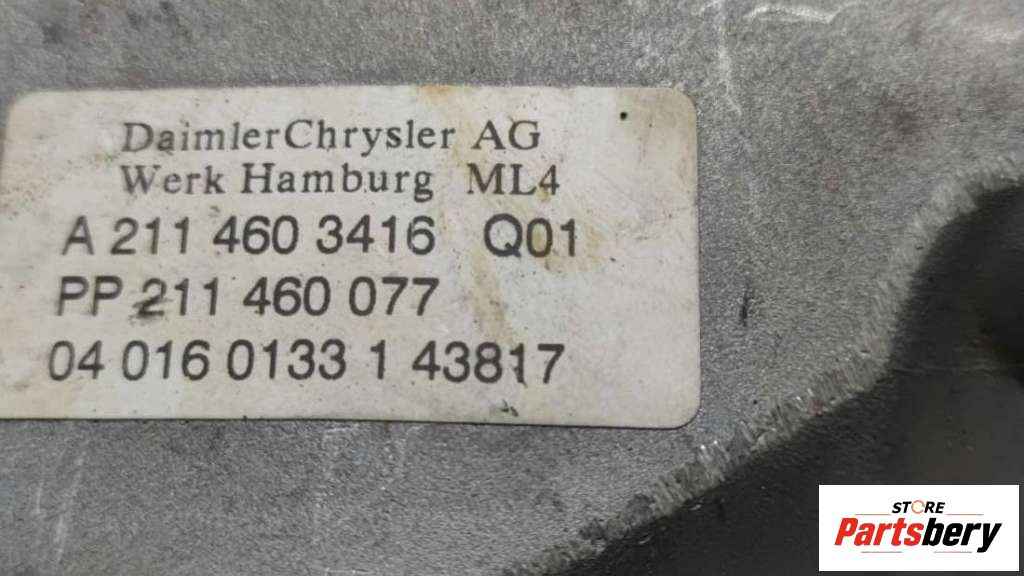 DaimlerChrysler AG
Werk Hamburg ML4
A 211 460 3416 Q01
PP 211 460 077
04 016 0133 1 43817
STORE
Partsbery